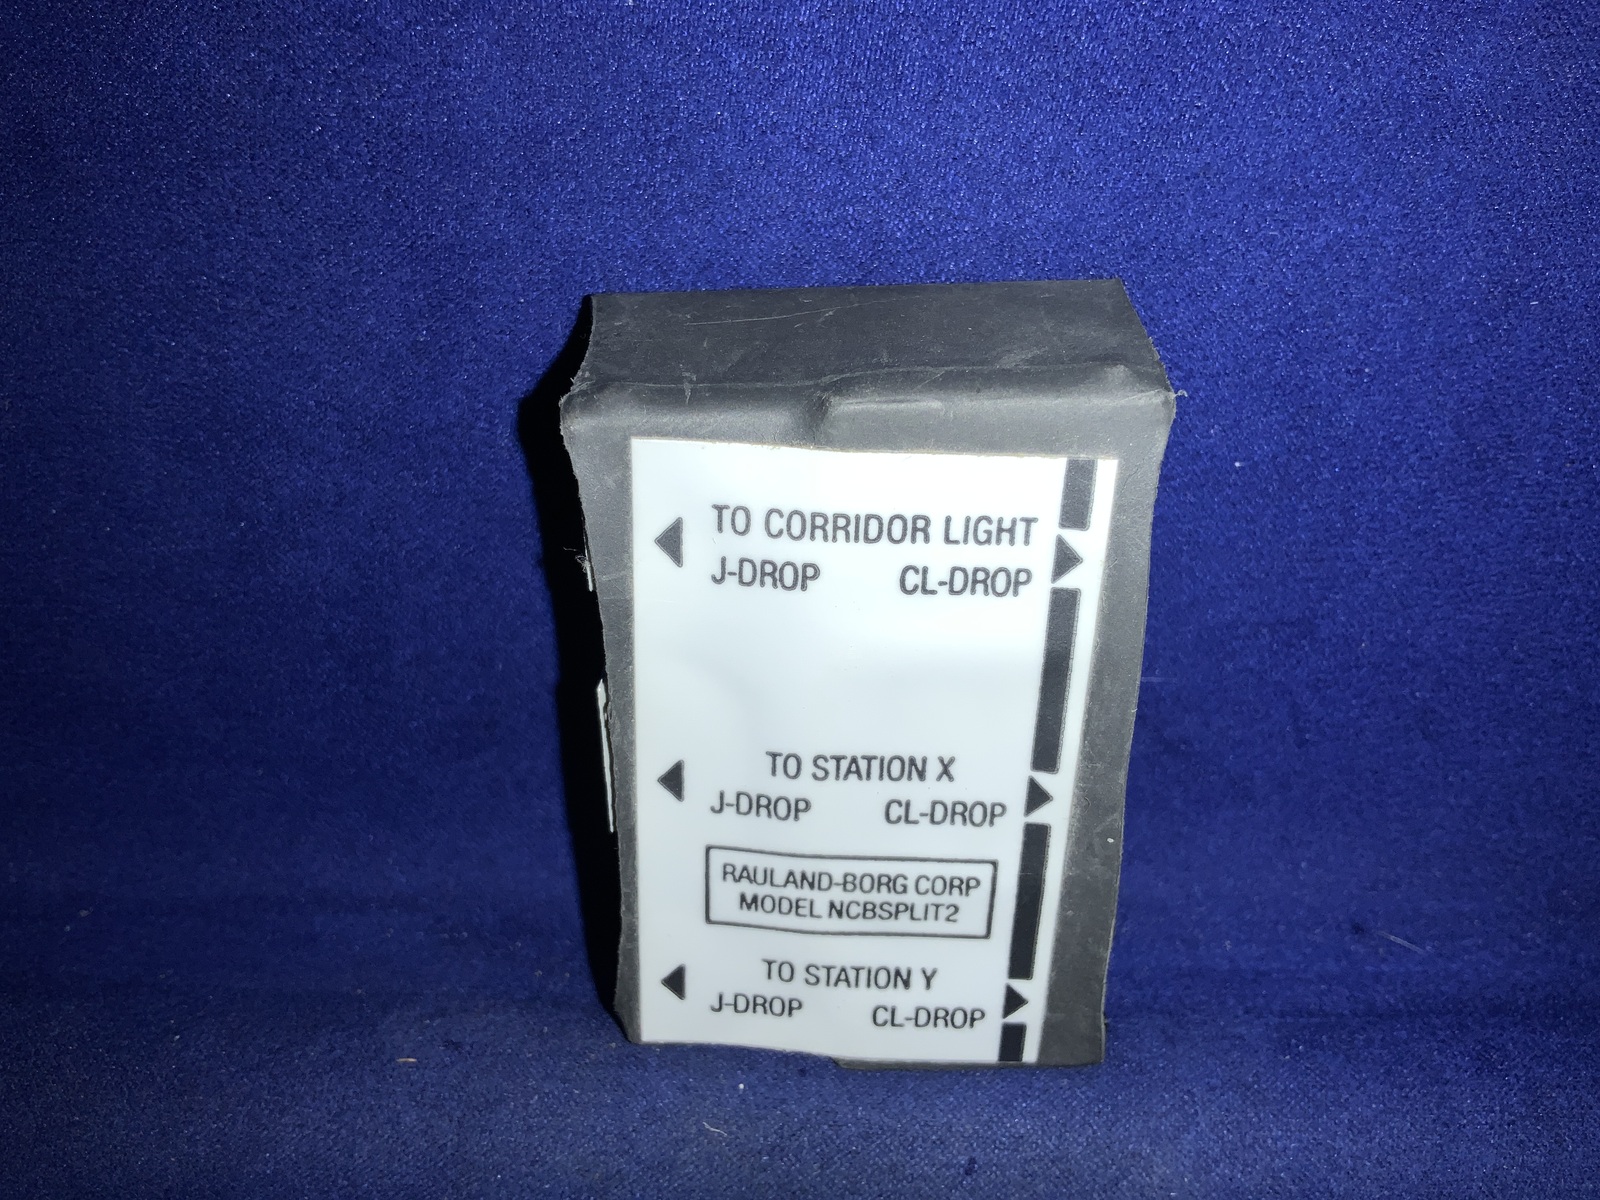 TO CORRIDOR LIGHT
J-DROP CL-DROP
TO STATION X
J-DROP CL-DROP
RAULAND-BORG CORP
MODEL NCBSPLIT2
TO STATION Y
J-DROP CL-DROP